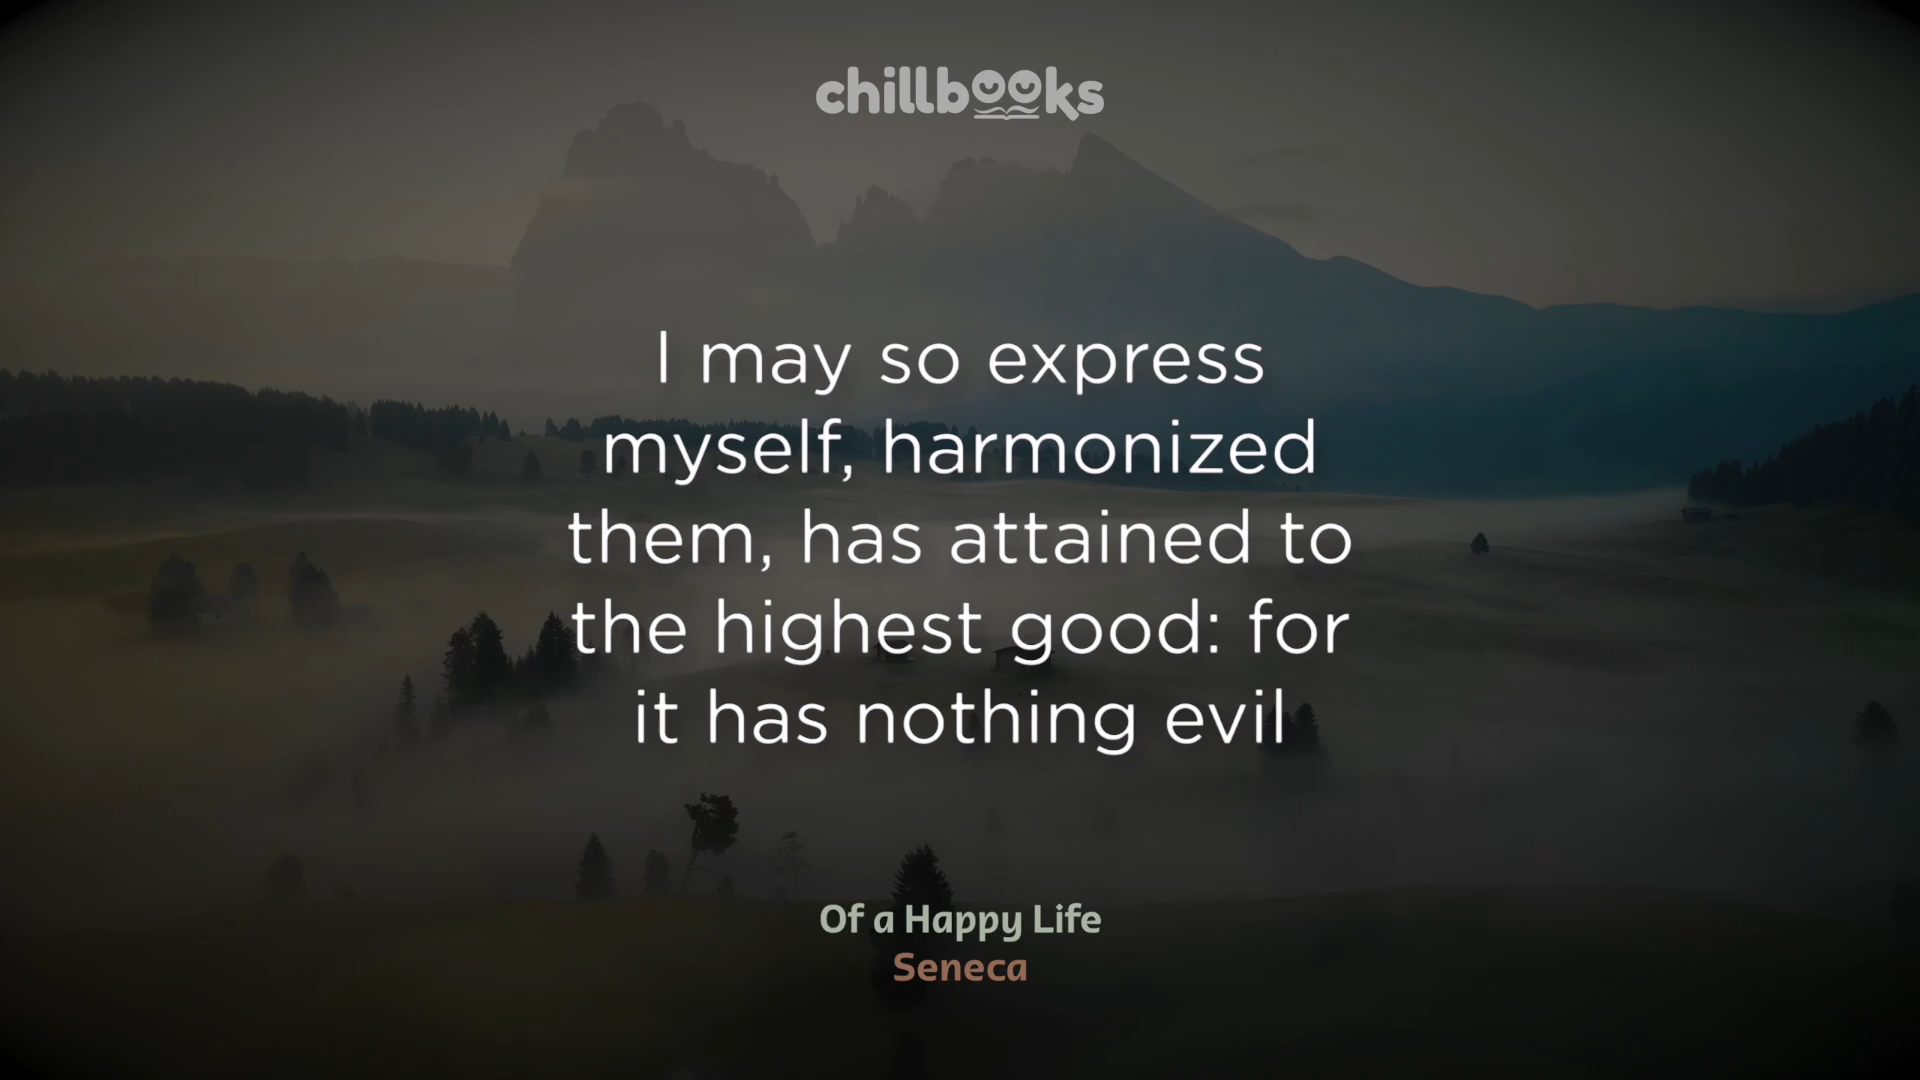 chillbooks
I may so express
myself, harmonized
them, has attained to
the highest good: for
it has nothing evil
Of a Happy Life
Seneca